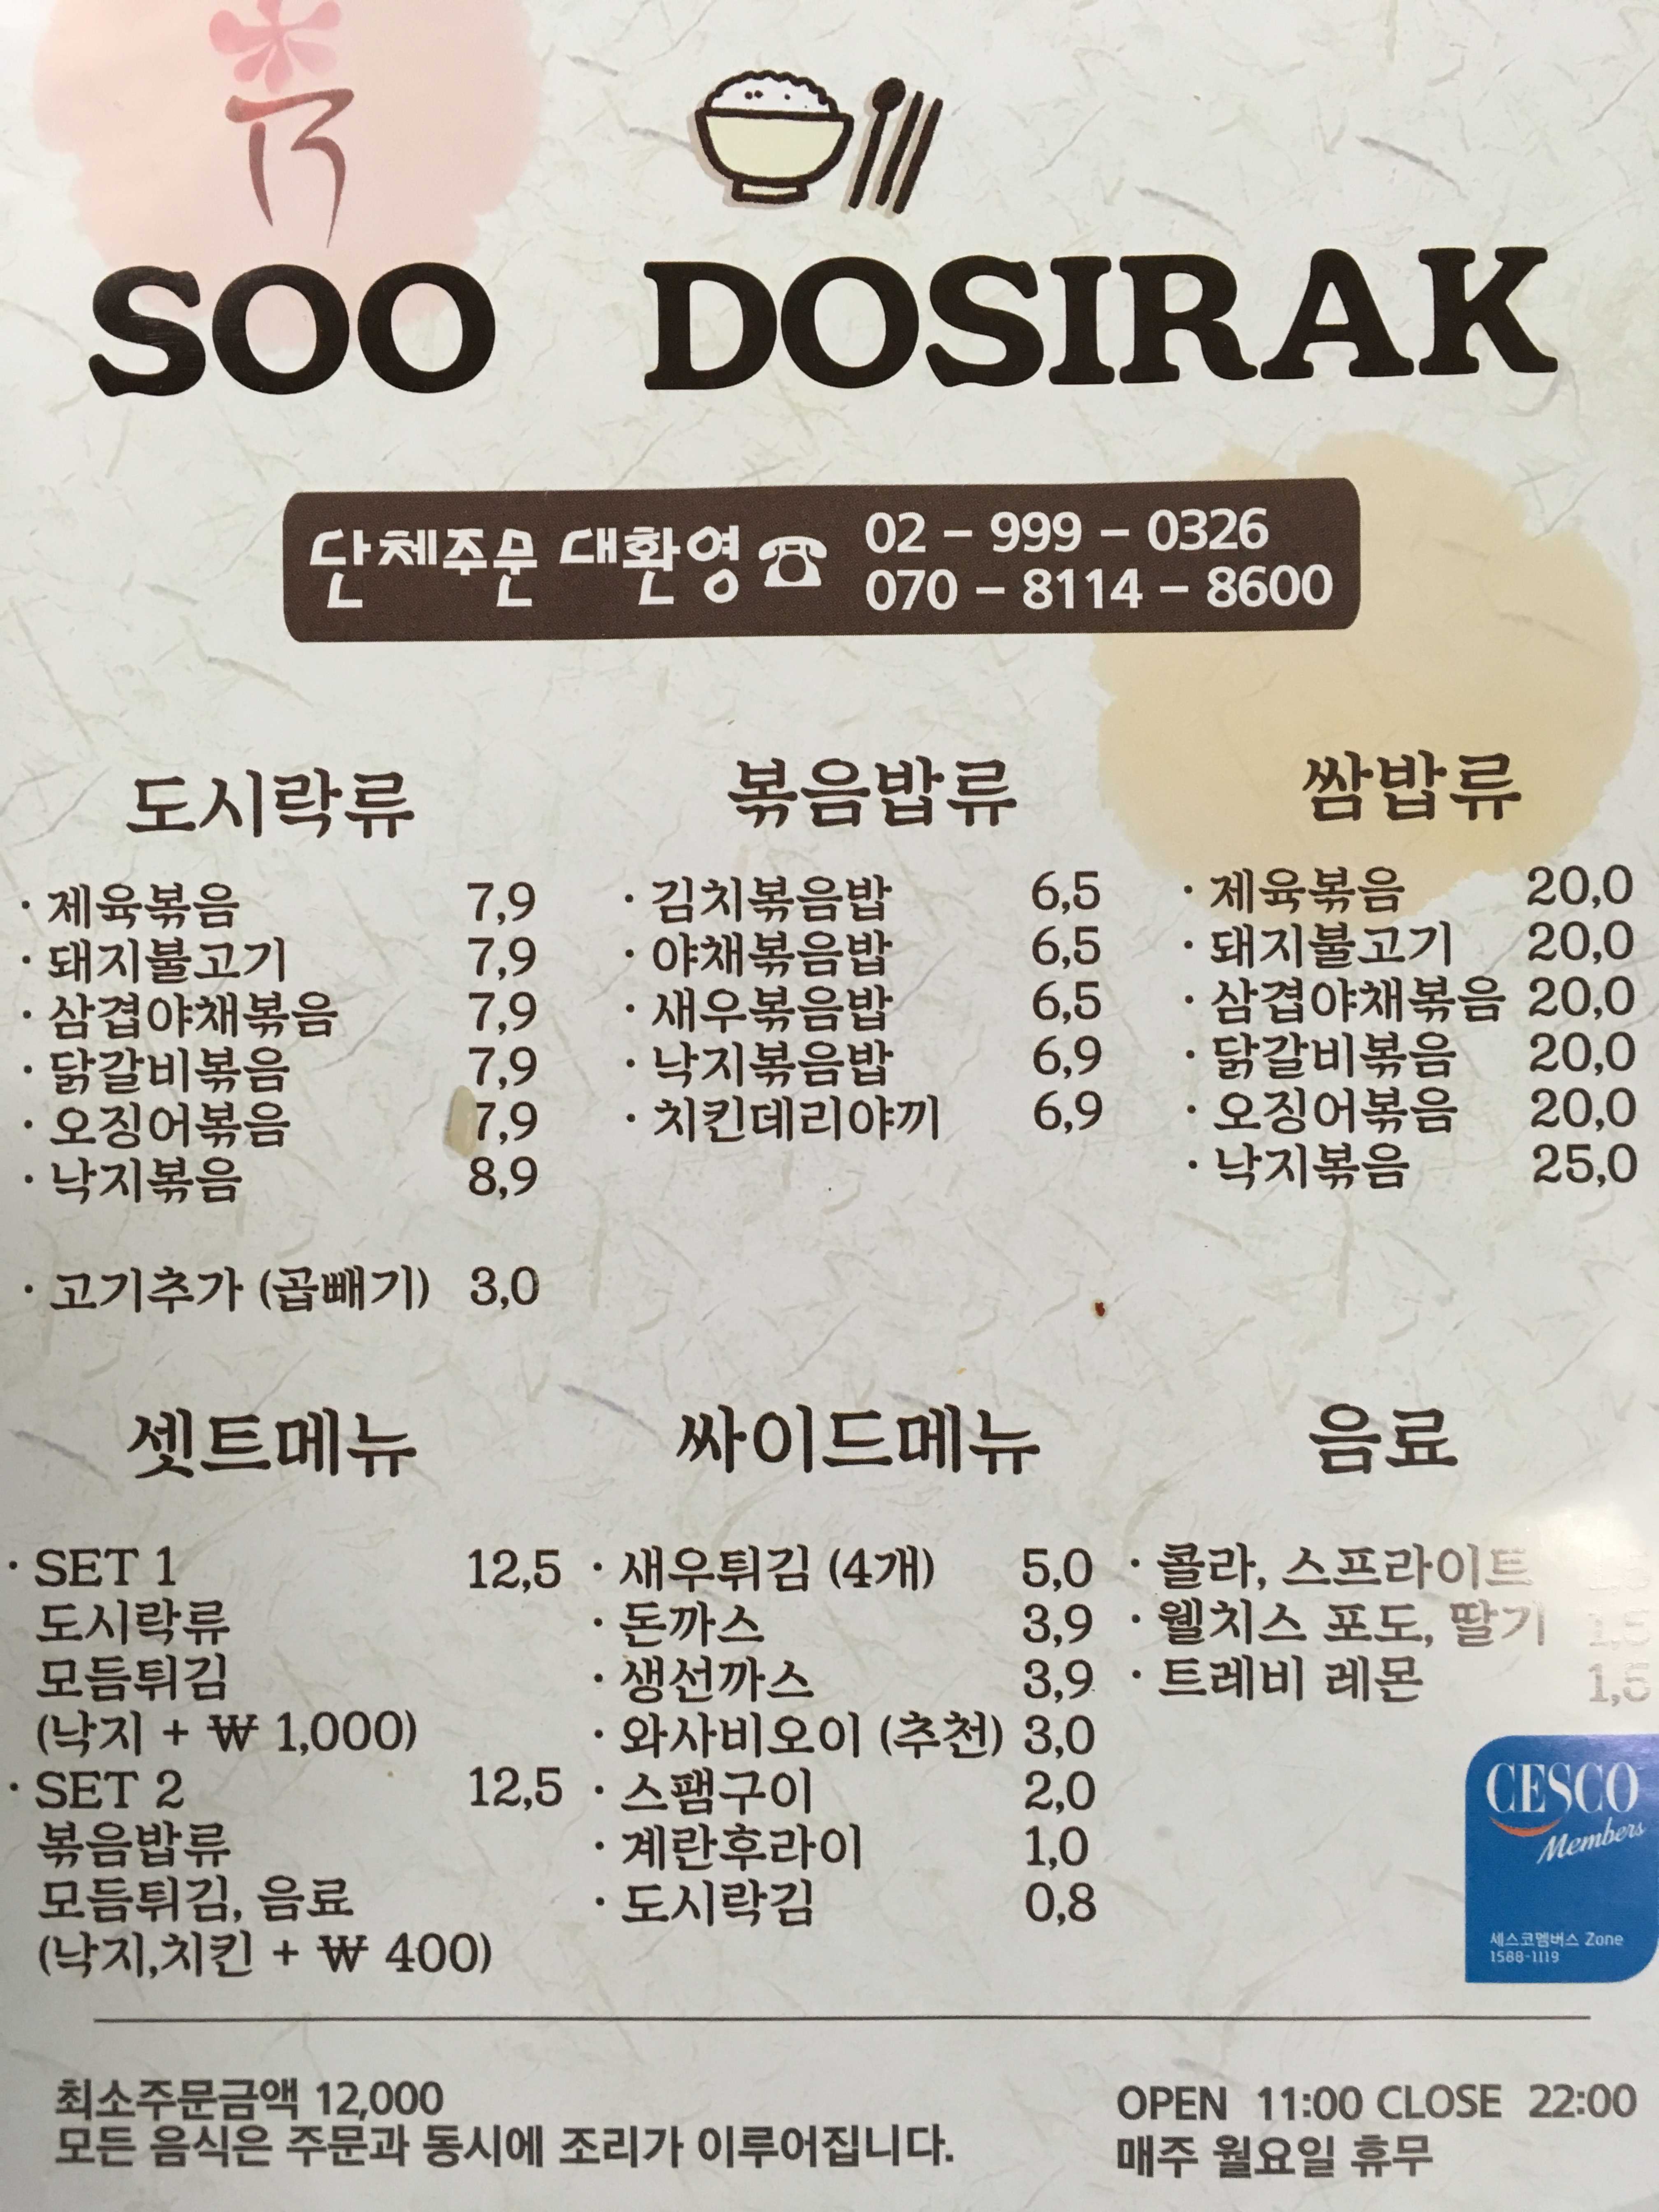 SOO DOSIRAK
단체주문 대환영☎
02 – 999 – 0326
070 – 8114 – 8600
도시락류
· 제육볶음 7,9
· 돼지불고기 7,9
· 삼겹야채볶음 7,9
· 닭갈비볶음 7,9
· 오징어볶음 7,9
· 낙지볶음 8,9
· 고기추가 (곱빼기) 3,0
볶음밥류
· 김치볶음밥 6,5
· 야채볶음밥 6,5
· 새우볶음밥 6,5
· 낙지볶음밥 6,9
· 치킨데리야끼 6,9
쌈밥류
· 제육볶음 20,0
· 돼지불고기 20,0
· 삼겹야채볶음 20,0
· 닭갈비볶음 20,0
· 오징어볶음 20,0
· 낙지볶음 25,0
셋트메뉴
· SET 1 12,5
도시락류
모듬튀김
(낙지 + ₩ 1,000)
· SET 2 12,5
볶음밥류
모듬튀김, 음료
(낙지,치킨 + ₩ 400)
싸이드메뉴
· 새우튀김 (4개) 5,0
· 돈까스 3,9
· 생선까스 3,9
· 와사비오이 (추천) 3,0
· 스팸구이 2,0
· 계란후라이 1,0
· 도시락김 0,8
음료
· 콜라, 스프라이트
· 웰치스 포도, 딸기 1,5
· 트레비 레몬 1,5
CESCO
Members
세스코멤버스 Zone
1588-1119
최소주문금액 12,000
모든 음식은 주문과 동시에 조리가 이루어집니다.
OPEN 11:00 CLOSE 22:00
매주 월요일 휴무